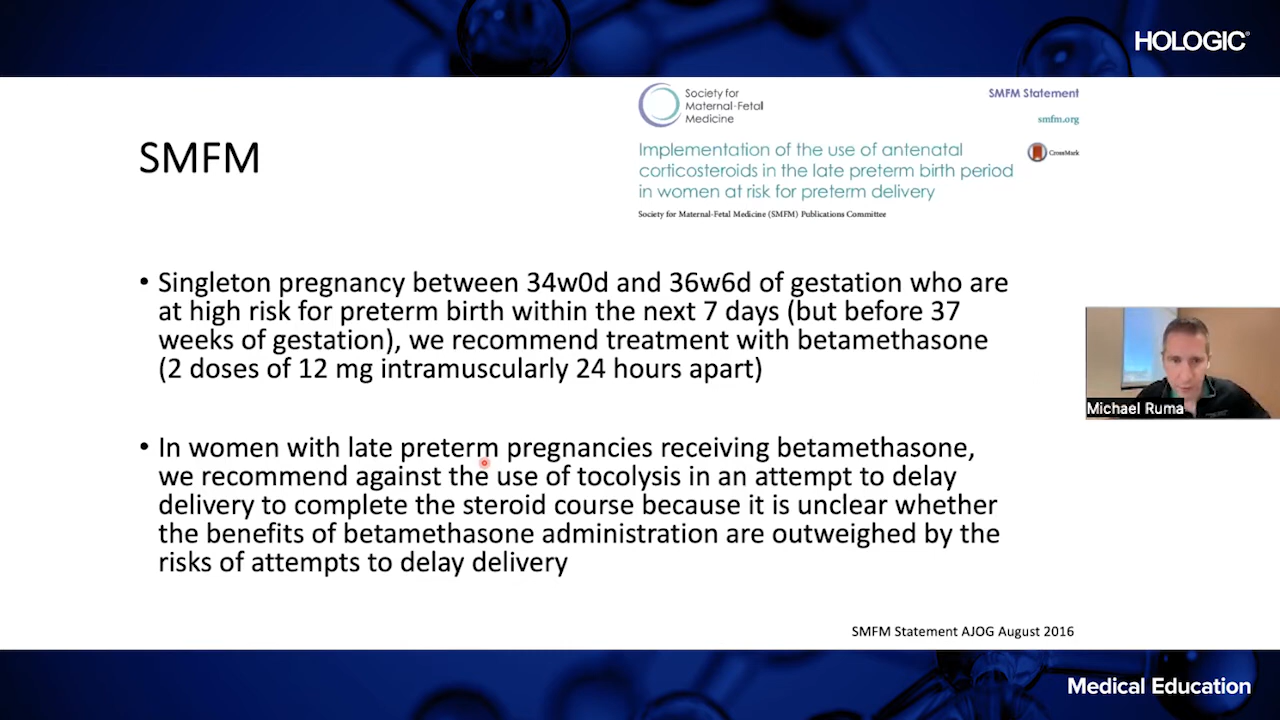 HOLOGIC®
Society for
Maternal-Fetal
Medicine
SMFM Statement
smfm.org
CrossMark
SMFM
Implementation of the use of antenatal
corticosteroids in the late preterm birth period
in women at risk for preterm delivery
Society for Maternal-Fetal Medicine (SMFM) Publications Committee
• Singleton pregnancy between 34w0d and 36w6d of gestation who are
at high risk for preterm birth within the next 7 days (but before 37
weeks of gestation), we recommend treatment with betamethasone
(2 doses of 12 mg intramuscularly 24 hours apart)
Michael Ruma
• In women with late preterm pregnancies receiving betamethasone,
we recommend against the use of tocolysis in an attempt to delay
delivery to complete the steroid course because it is unclear whether
the benefits of betamethasone administration are outweighed by the
risks of attempts to delay delivery
SMFM Statement AJOG August 2016
Medical Education